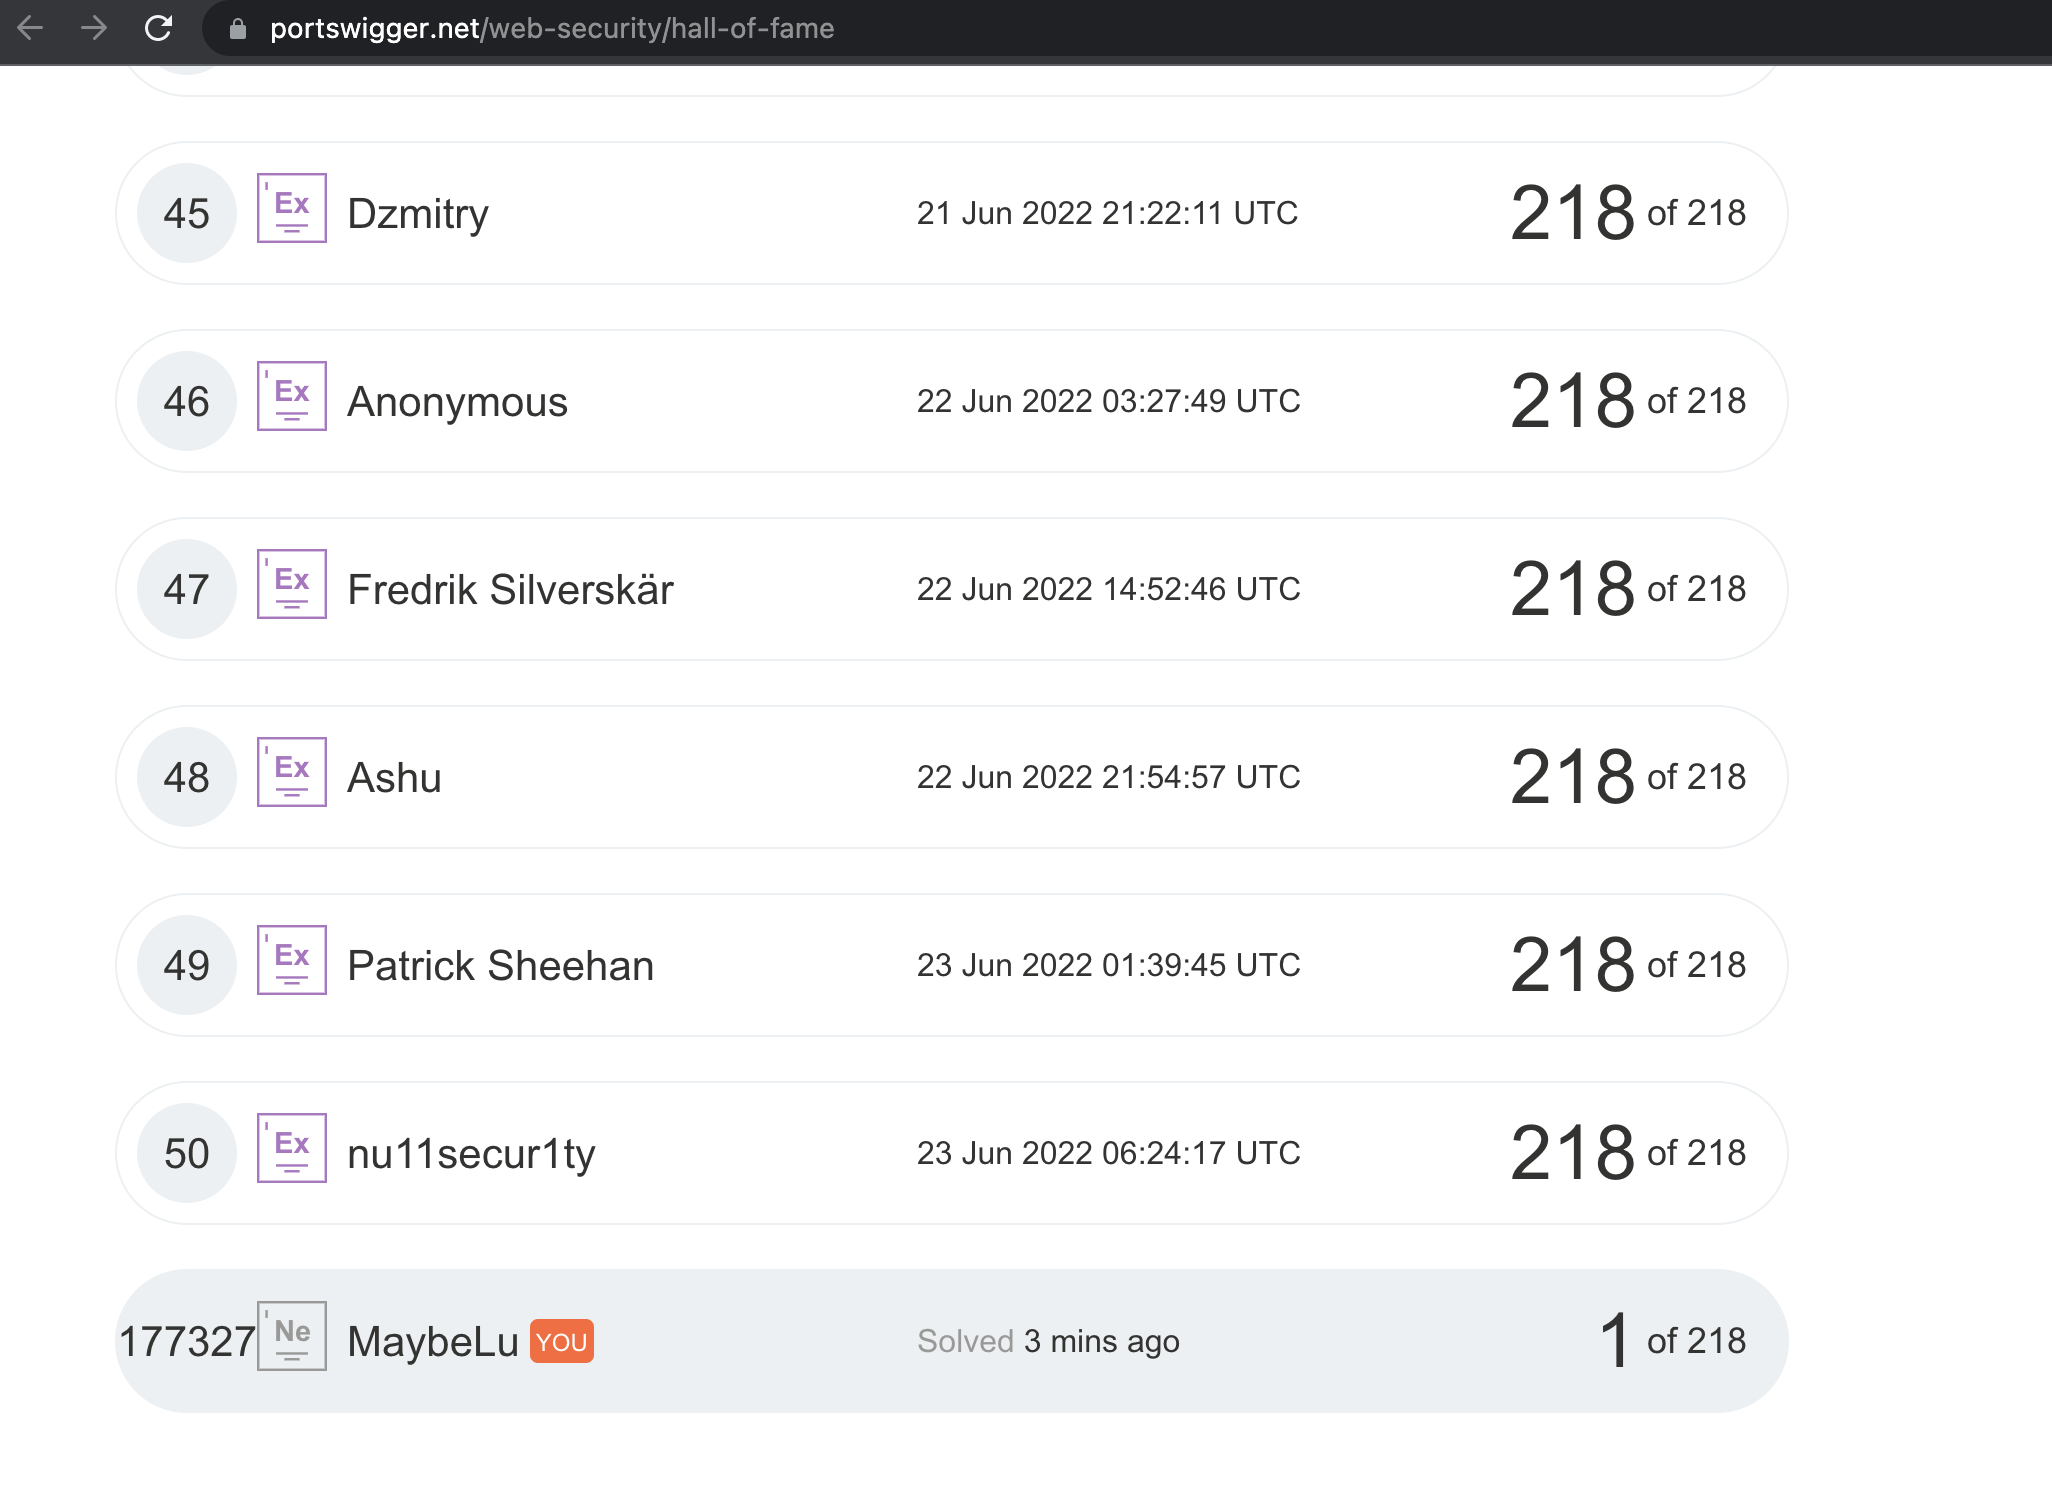 portswigger.net/web-security/hall-of-fame
45 Ex Dzmitry 21 Jun 2022 21:22:11 UTC 218 of 218
46 Ex Anonymous 22 Jun 2022 03:27:49 UTC 218 of 218
47 Ex Fredrik Silverskär 22 Jun 2022 14:52:46 UTC 218 of 218
48 Ex Ashu 22 Jun 2022 21:54:57 UTC 218 of 218
49 Ex Patrick Sheehan 23 Jun 2022 01:39:45 UTC 218 of 218
50 Ex nu11secur1ty 23 Jun 2022 06:24:17 UTC 218 of 218
177327 Ne MaybeLu YOU Solved 3 mins ago 1 of 218